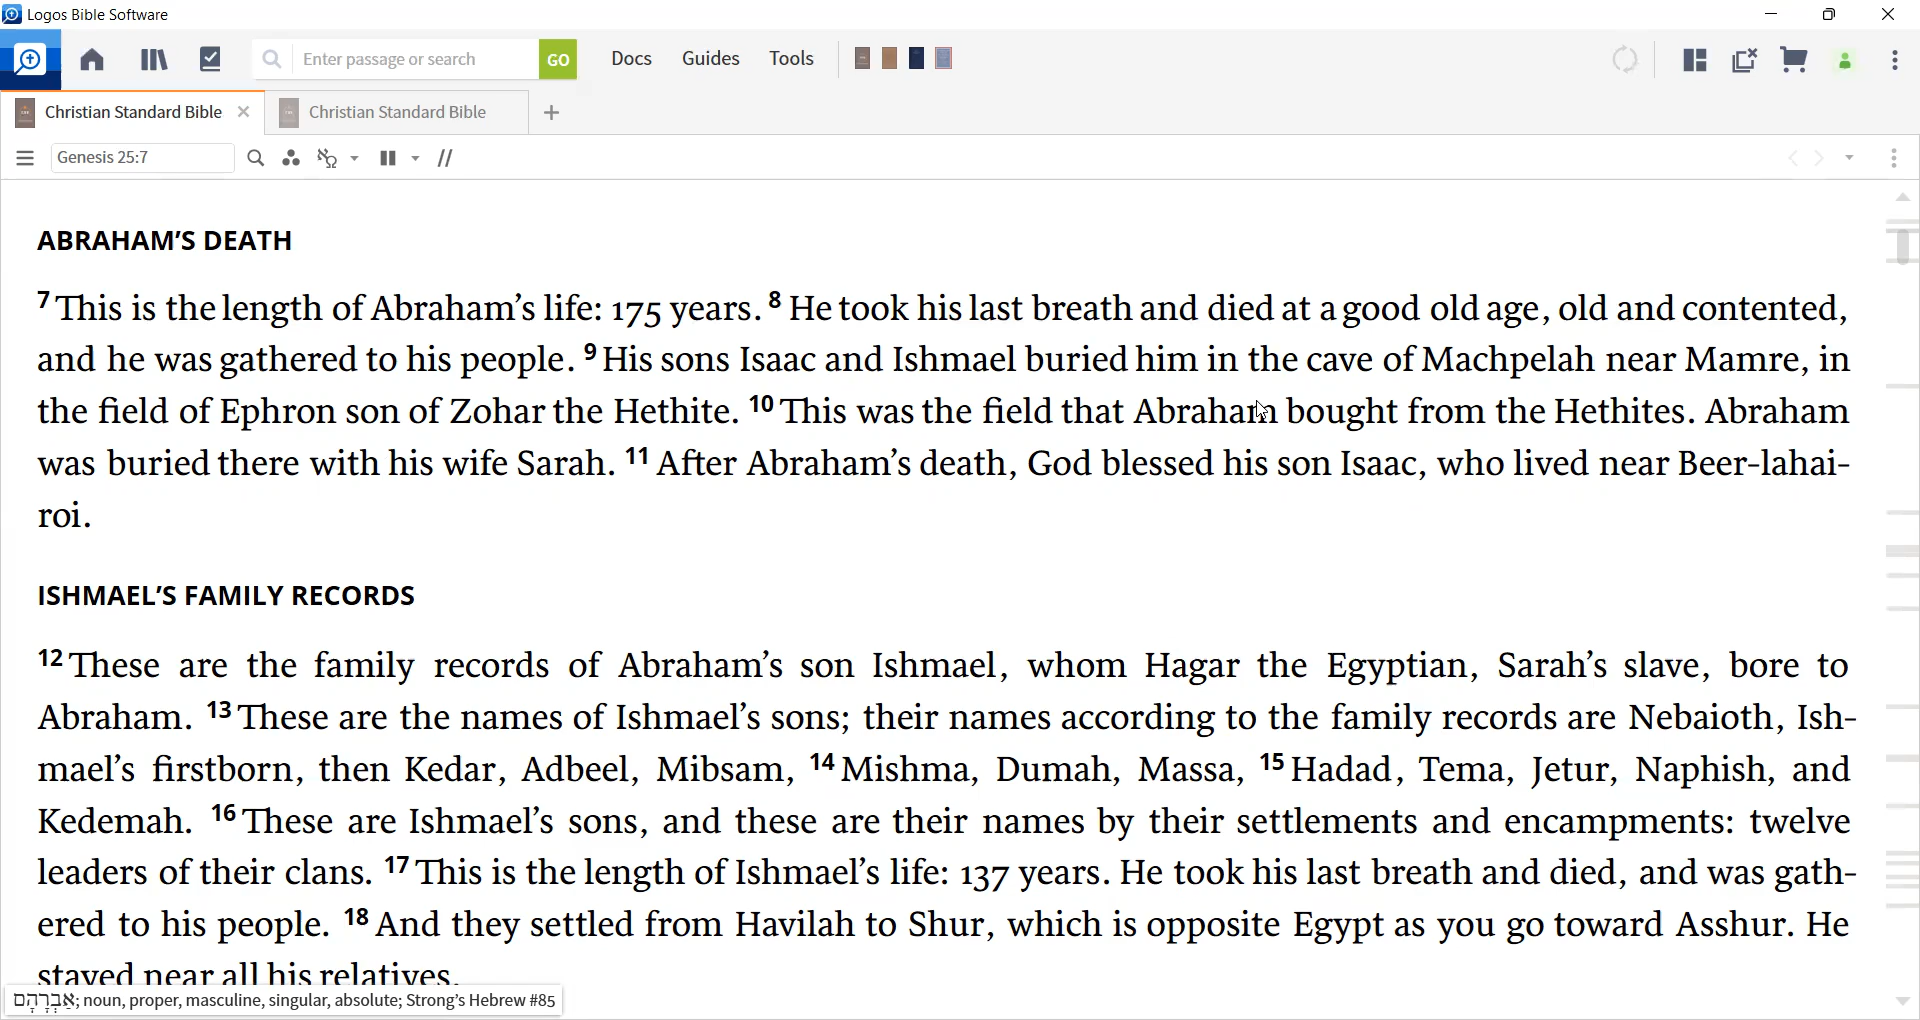 Logos Bible Software
Enter passage or search
GO
Docs
Guides
Tools
Christian Standard Bible
Christian Standard Bible
Genesis 25:7
ABRAHAM’S DEATH
7 This is the length of Abraham’s life: 175 years. 8 He took his last breath and died at a good old age, old and contented,
and he was gathered to his people. 9 His sons Isaac and Ishmael buried him in the cave of Machpelah near Mamre, in
the field of Ephron son of Zohar the Hethite. 10 This was the field that Abraham bought from the Hethites. Abraham
was buried there with his wife Sarah. 11 After Abraham’s death, God blessed his son Isaac, who lived near Beer-lahai-
roi.
ISHMAEL’S FAMILY RECORDS
12 These are the family records of Abraham’s son Ishmael, whom Hagar the Egyptian, Sarah’s slave, bore to
Abraham. 13 These are the names of Ishmael’s sons; their names according to the family records are Nebaioth, Ish-
mael’s firstborn, then Kedar, Adbeel, Mibsam, 14 Mishma, Dumah, Massa, 15 Hadad, Tema, Jetur, Naphish, and
Kedemah. 16 These are Ishmael’s sons, and these are their names by their settlements and encampments: twelve
leaders of their clans. 17 This is the length of Ishmael’s life: 137 years. He took his last breath and died, and was gath-
ered to his people. 18 And they settled from Havilah to Shur, which is opposite Egypt as you go toward Asshur. He
stayed near all his relatives.
אַבְרָהָם; noun, proper, masculine, singular, absolute; Strong’s Hebrew #85